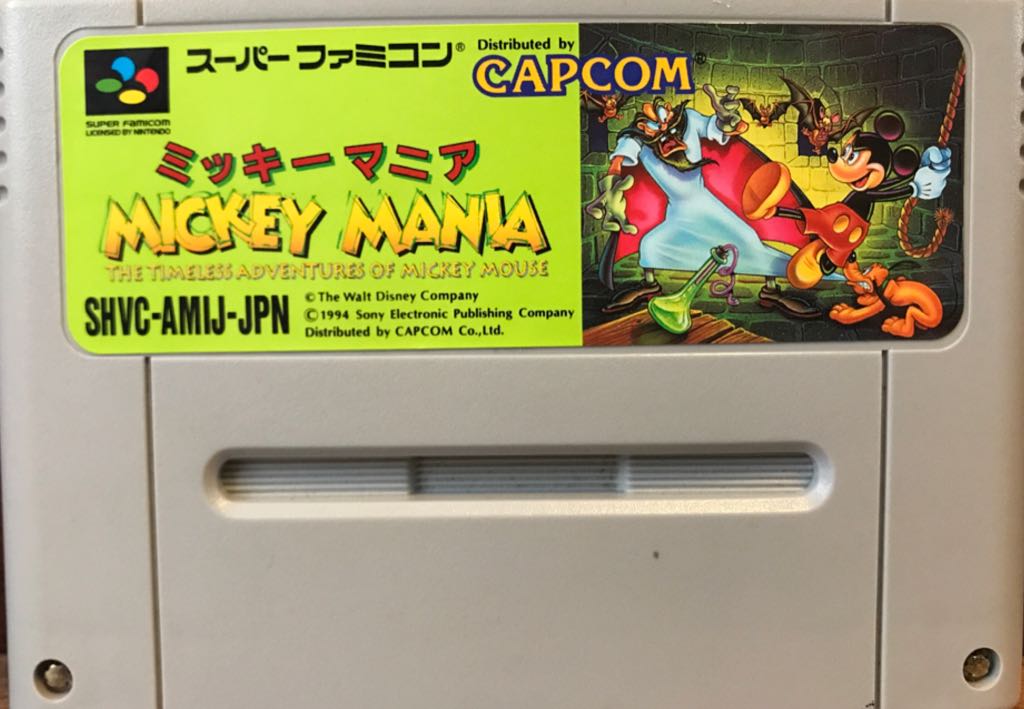 スーパーファミコン®
Distributed by
CAPCOM®
SUPER FAMICOM
LICENSED BY NINTENDO
ミッキーマニア
MICKEY MANIA
THE TIMELESS ADVENTURES OF MICKEY MOUSE
SHVC-AMIJ-JPN
© The Walt Disney Company
© 1994 Sony Electronic Publishing Company
Distributed by CAPCOM Co.,Ltd.